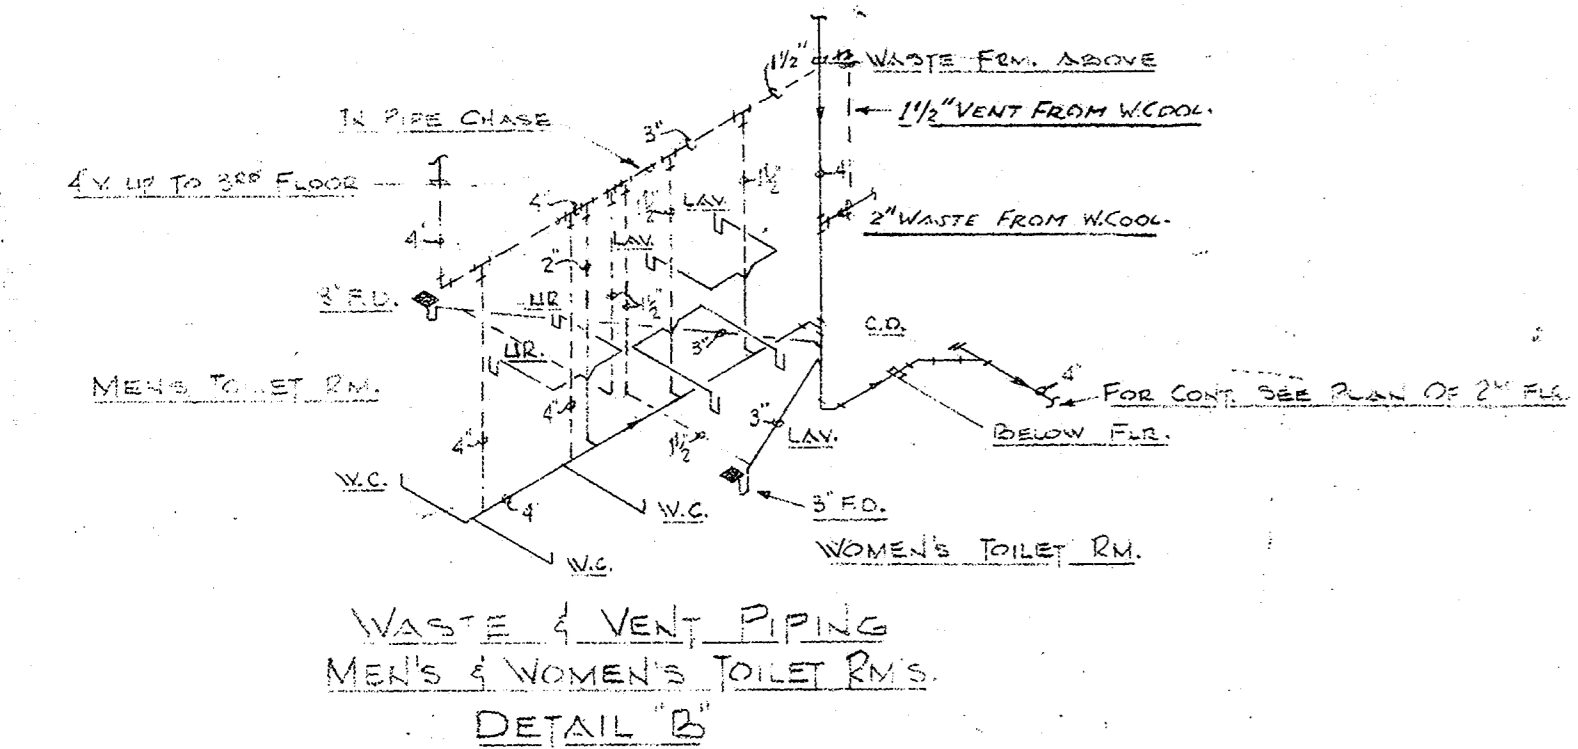 1½"
WASTE FRM. ABOVE
IN PIPE CHASE
3"
1½" VENT FROM W.COOL.
4"V. UP TO 3RD FLOOR
4"
1½"
1½"
4"
LAV.
2" WASTE FROM W.COOL.
4"
LAV.
2"
3" F.D.
UR.
1½"
C.O.
3"
UR.
MEN'S TOILET RM.
4"
4"
FOR CONT. SEE PLAN OF 2ND FLR.
3"
LAV.
BELOW FLR.
4"
1½"
W.C.
4"
W.C.
3" F.D.
WOMEN'S TOILET RM.
W.C.
WASTE & VENT PIPING
MEN'S & WOMEN'S TOILET RM'S.
DETAIL "B"